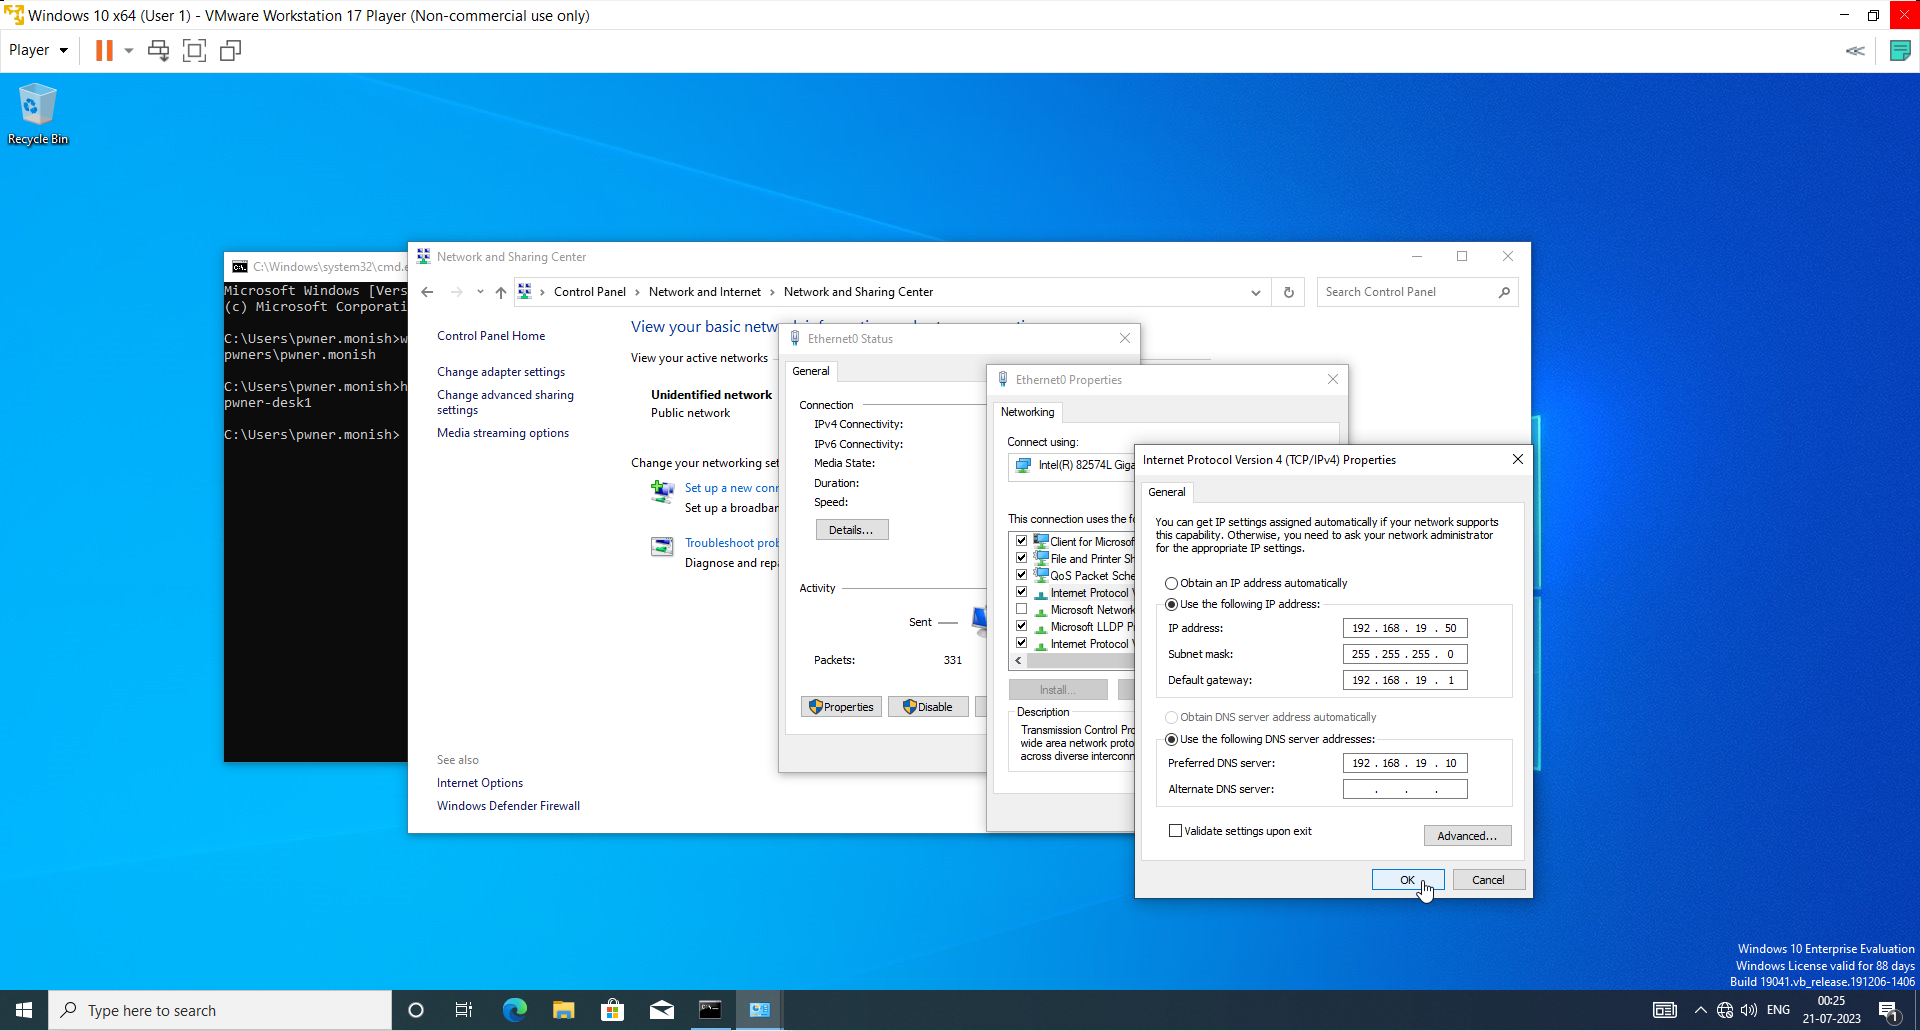 Windows 10 x64 (User 1) - VMware Workstation 17 Player (Non-commercial use only)
Player
Recycle Bin
C:\Windows\system32\cmd.e
Microsoft Windows [Vers
(c) Microsoft Corporati
C:\Users\pwner.monish>w
pwners\pwner.monish
C:\Users\pwner.monish>h
pwner-desk1
C:\Users\pwner.monish>
Network and Sharing Center
Control Panel > Network and Internet > Network and Sharing Center
Search Control Panel
Control Panel Home
Change adapter settings
Change advanced sharing
settings
Media streaming options
See also
Internet Options
Windows Defender Firewall
View your basic netw
View your active networks
Unidentified network
Public network
Change your networking set
Set up a new conn
Set up a broadban
Troubleshoot prob
Diagnose and repa
Ethernet0 Status
General
Connection
IPv4 Connectivity:
IPv6 Connectivity:
Media State:
Duration:
Speed:
Details...
Activity
Sent
Packets: 331
Properties
Disable
Ethernet0 Properties
Networking
Connect using:
Intel(R) 82574L Giga
This connection uses the fo
Client for Microsof
File and Printer Sh
QoS Packet Sche
Internet Protocol V
Microsoft Network
Microsoft LLDP Pr
Internet Protocol V
Install...
Description
Transmission Control Pro
wide area network proto
across diverse interconn
Internet Protocol Version 4 (TCP/IPv4) Properties
General
You can get IP settings assigned automatically if your network supports
this capability. Otherwise, you need to ask your network administrator
for the appropriate IP settings.
Obtain an IP address automatically
Use the following IP address:
IP address: 192 . 168 . 19 . 50
Subnet mask: 255 . 255 . 255 . 0
Default gateway: 192 . 168 . 19 . 1
Obtain DNS server address automatically
Use the following DNS server addresses:
Preferred DNS server: 192 . 168 . 19 . 10
Alternate DNS server: . . .
Validate settings upon exit
Advanced...
OK
Cancel
Windows 10 Enterprise Evaluation
Windows License valid for 88 days
Build 19041.vb_release.191206-1406
Type here to search
ENG
00:25
21-07-2023
1